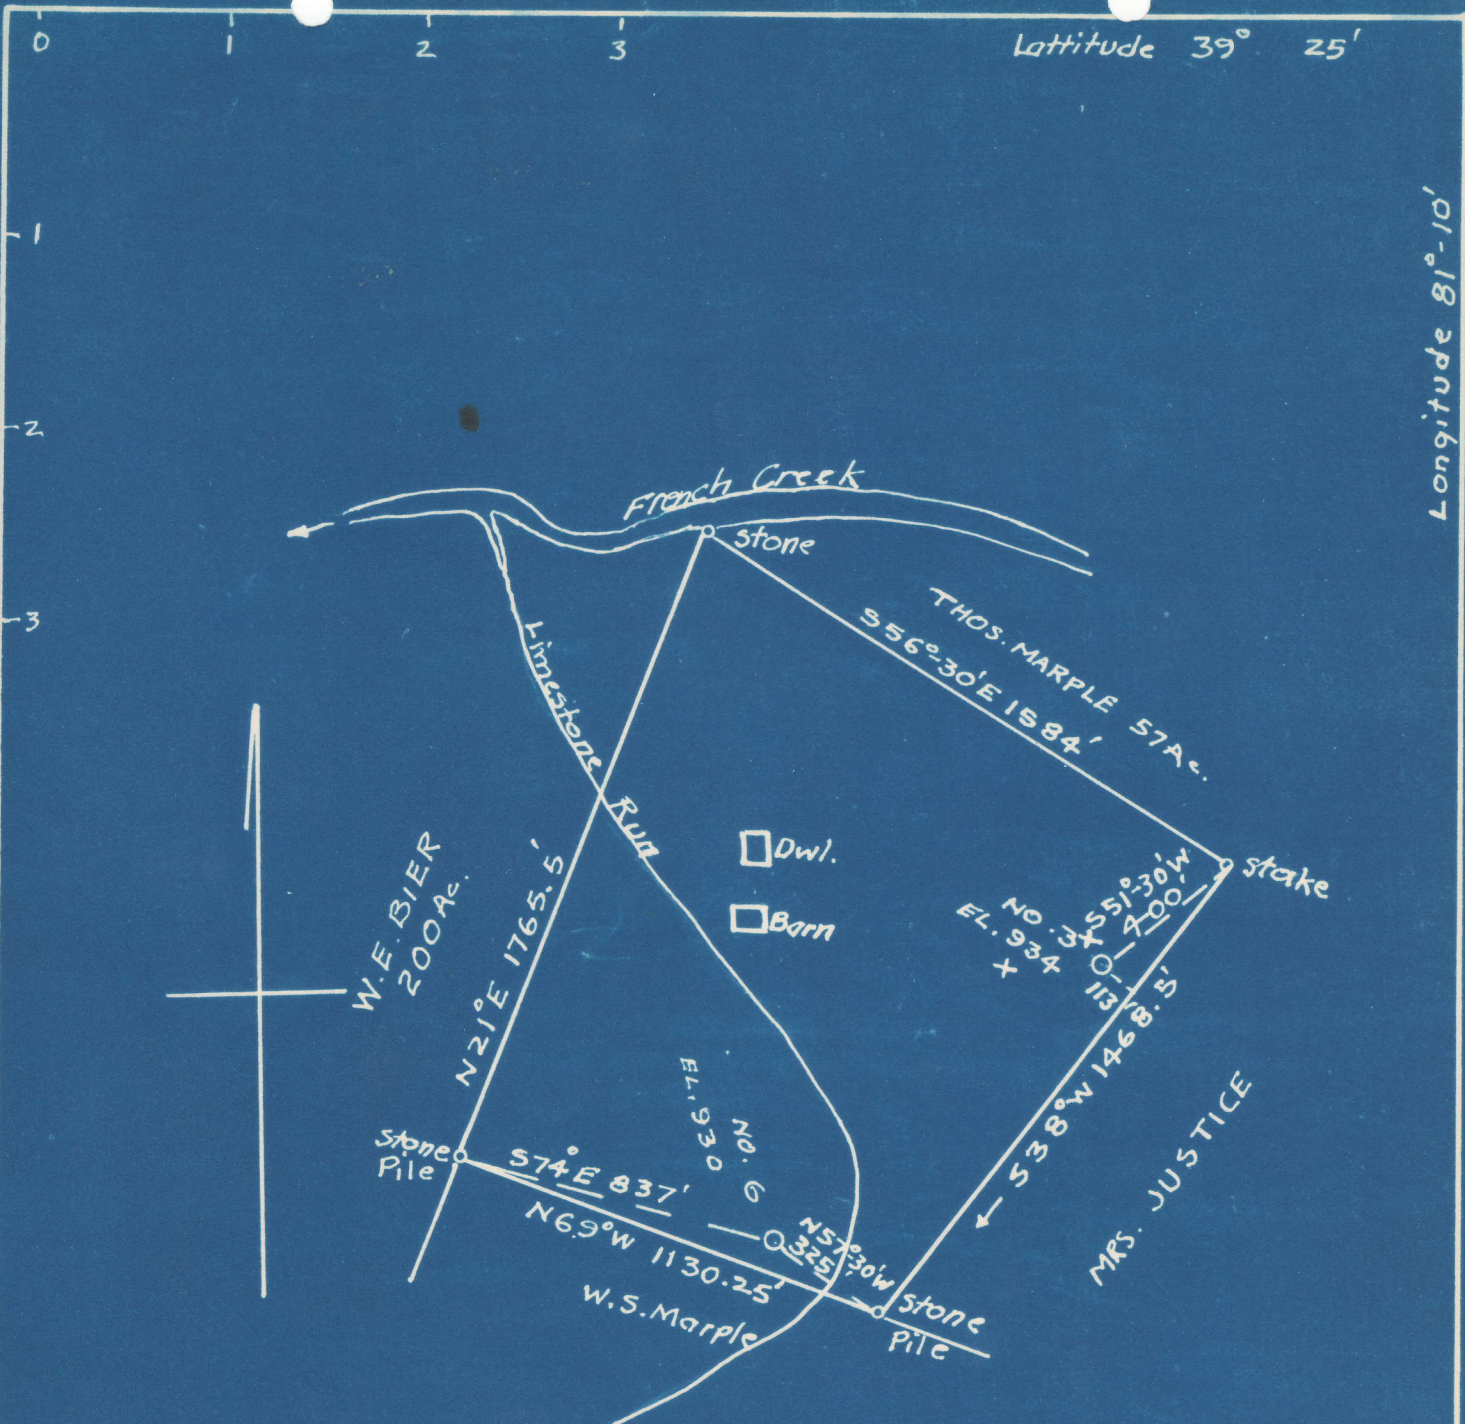 0 1 2 3
Lattitude 39° 25'
Longitude 81°-10'
1
2
3
French Creek
stone
THOS. MARPLE 57Ac.
S56°-30'E 1584'
Limestone Run
Dwl.
Barn
stake
S51°-30'W
400'
NO. 3
EL. 934
113
S38°W 1468.5'
W.E. BIER
200Ac.
N21°E 1765.5'
MRS. JUSTICE
NO. 6
EL. 930
Stone
Pile
S74°E 837'
N69°W 1130.25'
N57°-30'W
325'
W.S. Marple
Stone
Pile